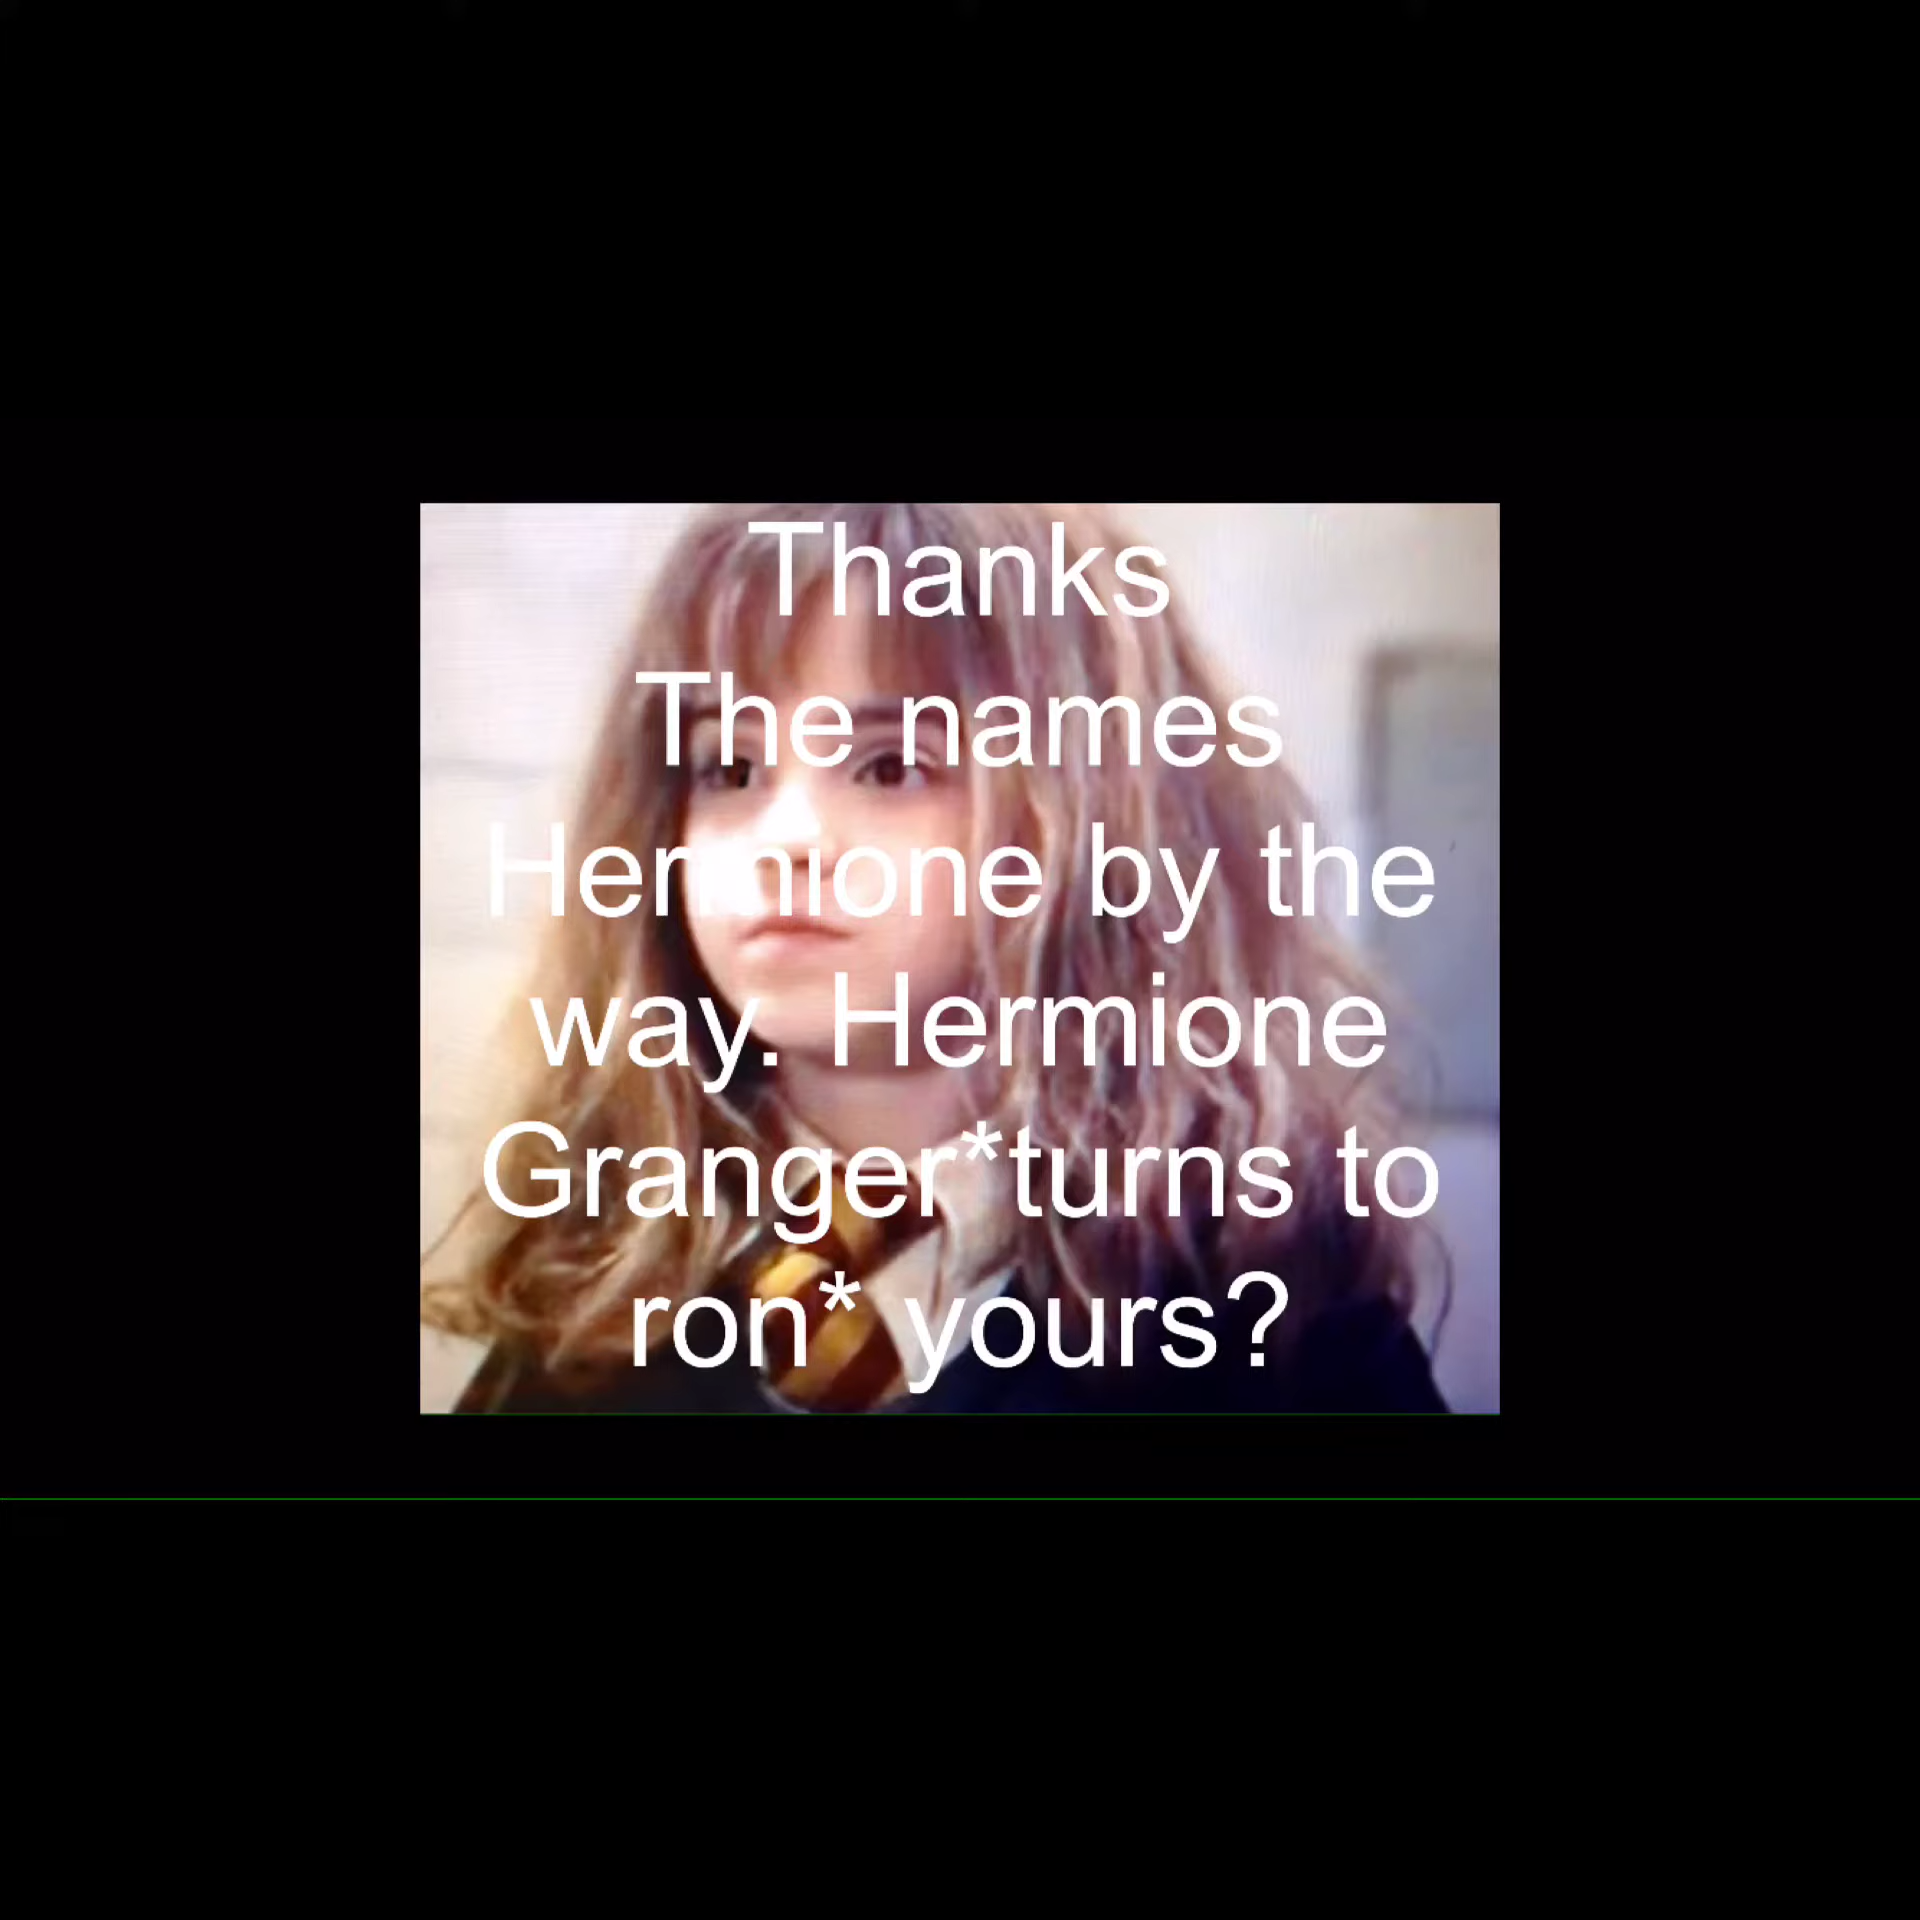 Thanks
The names
Hermione by the
way. Hermione
Granger*turns to
ron* yours?